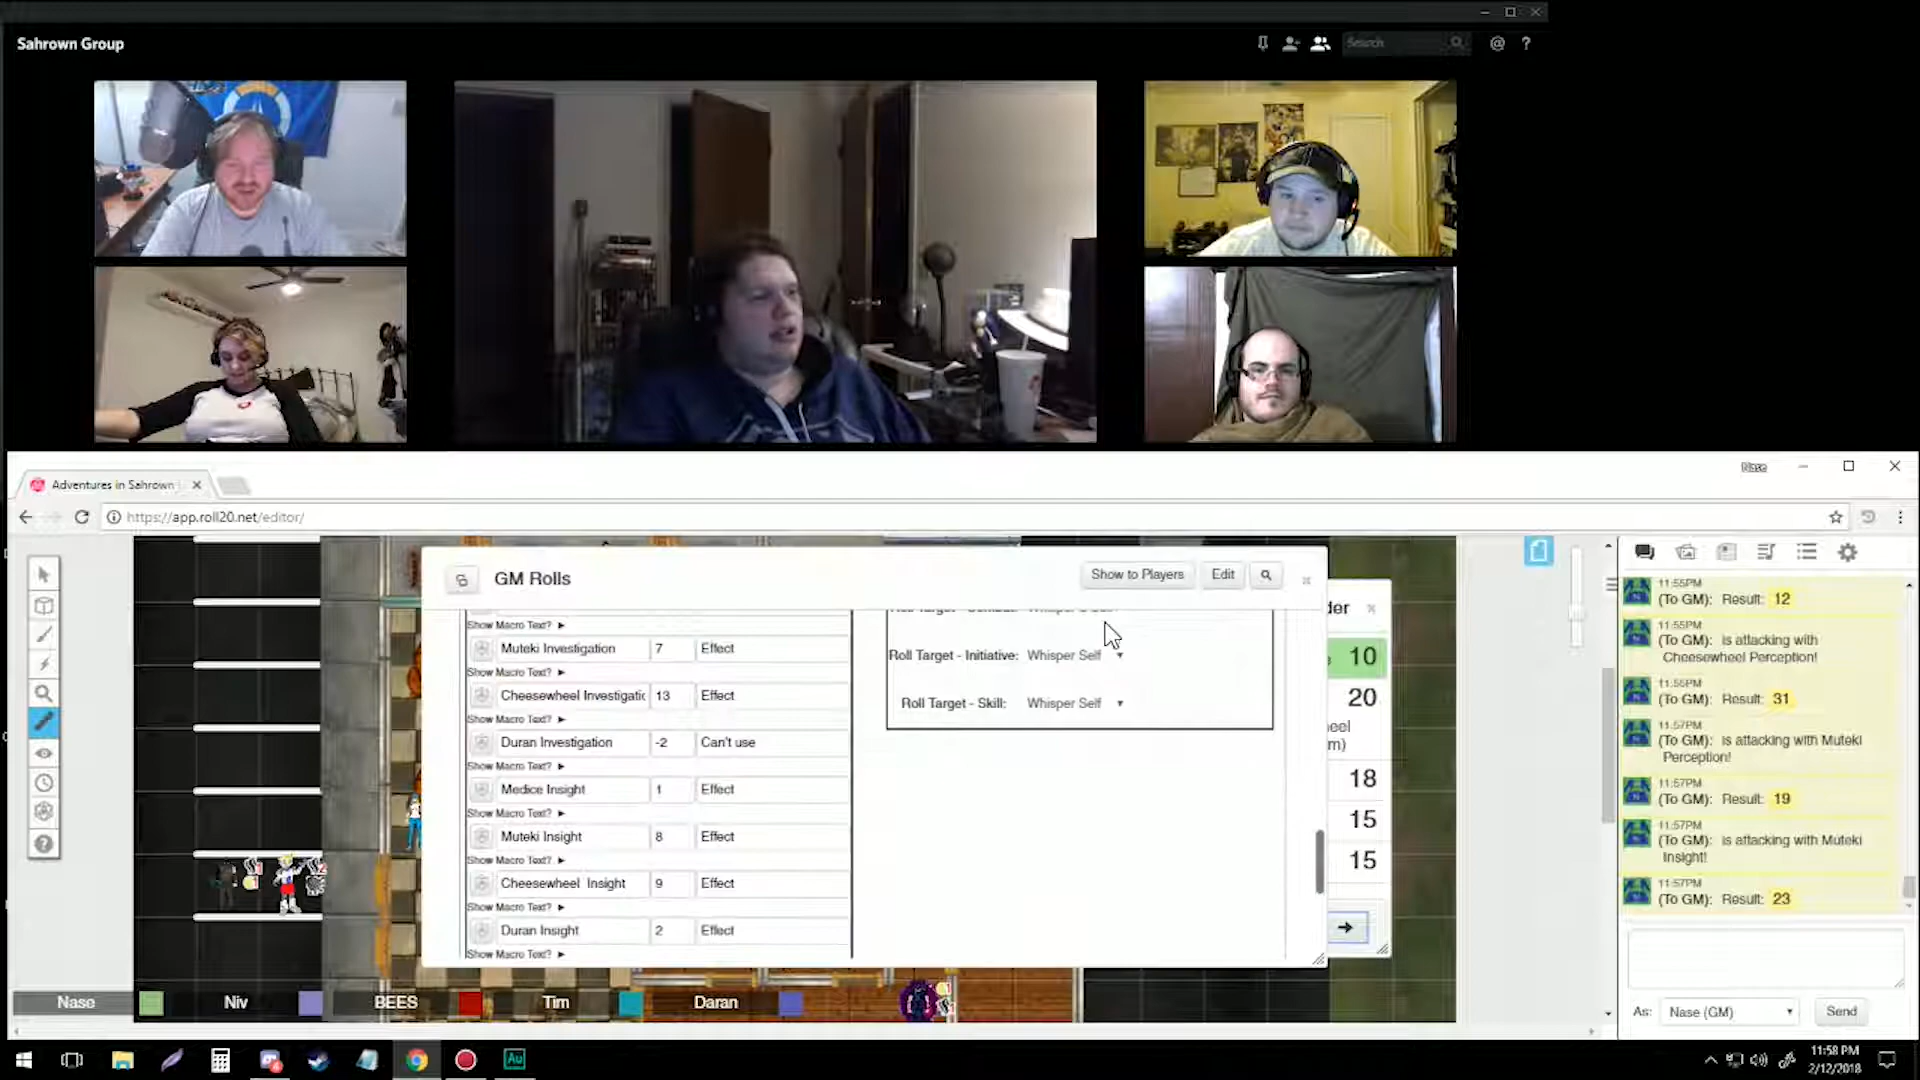 Sahrown Group
Search
@ ?
Nase
Adventures in Sahrown
https://app.roll20.net/editor/
GM Rolls
Show to Players
Edit
Show Macro Text?
Muteki Investigation 7 Effect
Show Macro Text?
Cheesewheel Investigatic 13 Effect
Show Macro Text?
Duran Investigation -2 Can't use
Show Macro Text?
Medice Insight 1 Effect
Show Macro Text?
Muteki Insight 8 Effect
Show Macro Text?
Cheesewheel Insight 9 Effect
Show Macro Text?
Duran Insight 2 Effect
Show Macro Text?
Roll Target - Initiative: Whisper Self
Roll Target - Skill: Whisper Self
der
10
20
eel
m)
18
15
15
11:55PM
(To GM): Result: 12
11:55PM
(To GM): is attacking with
Cheesewheel Perception!
11:55PM
(To GM): Result: 31
11:57PM
(To GM): is attacking with Muteki
Perception!
11:57PM
(To GM): Result: 19
11:57PM
(To GM): is attacking with Muteki
Insight!
11:57PM
(To GM): Result: 23
As: Nase (GM) Send
Nase
Niv
BEES
Tim
Daran
Au
11:58 PM
2/12/2018